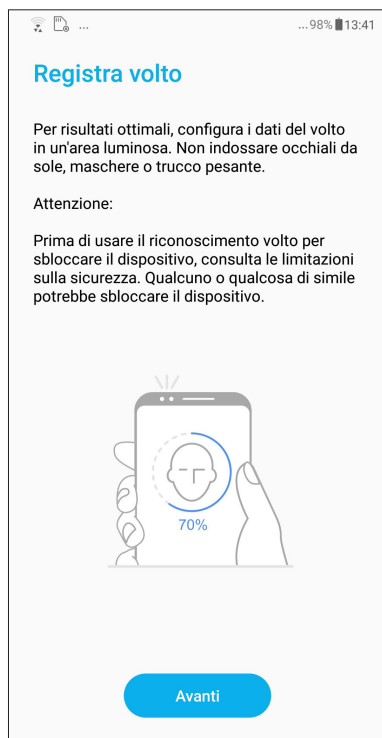 ... ...98% 13:41
Registra volto
Per risultati ottimali, configura i dati del volto
in un'area luminosa. Non indossare occhiali da
sole, maschere o trucco pesante.
Attenzione:
Prima di usare il riconoscimento volto per
sbloccare il dispositivo, consulta le limitazioni
sulla sicurezza. Qualcuno o qualcosa di simile
potrebbe sbloccare il dispositivo.
70%
Avanti